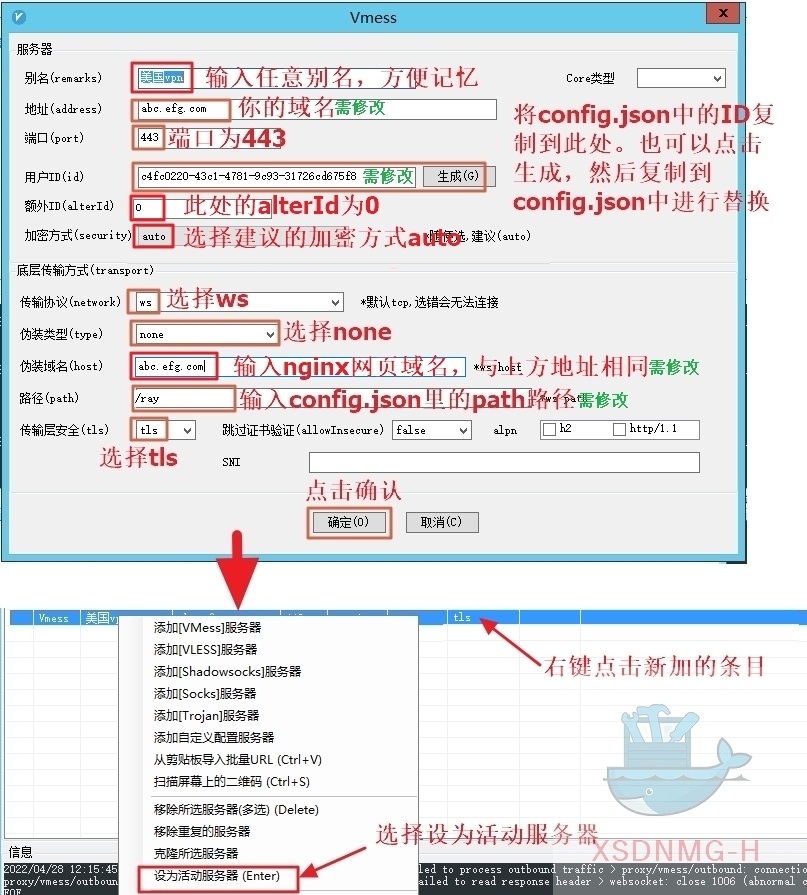 Vmess
服务器
别名(remarks) 美国vpn 输入任意别名，方便记忆 Core类型
地址(address) abc.efg.com 你的域名需修改
端口(port) 443 端口为443
将config.json中的ID复
制到此处。也可以点击
生成，然后复制到
config.json中进行替换
用户ID(id) c4fc0220-43c1-4781-9c93-31726cd675f8 需修改 生成(G)
额外ID(alterId) 0 此处的alterId为0
加密方式(security) auto 选择建议的加密方式auto *随便选,建议(auto)
底层传输方式(transport)
传输协议(network) ws 选择ws *默认tcp,选错会无法连接
伪装类型(type) none 选择none
伪装域名(host) abc.efg.com 输入nginx网页域名，与上方地址相同需修改 *ws host
路径(path) /ray 输入config.json里的path路径需修改
传输层安全(tls) tls 跳过证书验证(allowInsecure) false alpn h2 http/1.1
选择tls
SNI
点击确认
确定(O) 取消(C)
Vmess 美国vp tls
添加[VMess]服务器
添加[VLESS]服务器
添加[Shadowsocks]服务器
添加[Socks]服务器
添加[Trojan]服务器
添加自定义配置服务器
从剪贴板导入批量URL (Ctrl+V)
扫描屏幕上的二维码 (Ctrl+S)
移除所选服务器(多选) (Delete)
移除重复的服务器
克隆所选服务器
设为活动服务器 (Enter)
右键点击新加的条目
选择设为活动服务器
XSDNMG-H
信息
2022/04/28 12:15:45 led to process outbound traffic > proxy/vmess/outbound: connecti
proxy/vmess/outboun ailed to read response header > websocket: close 1006 (abnormal c
EOF